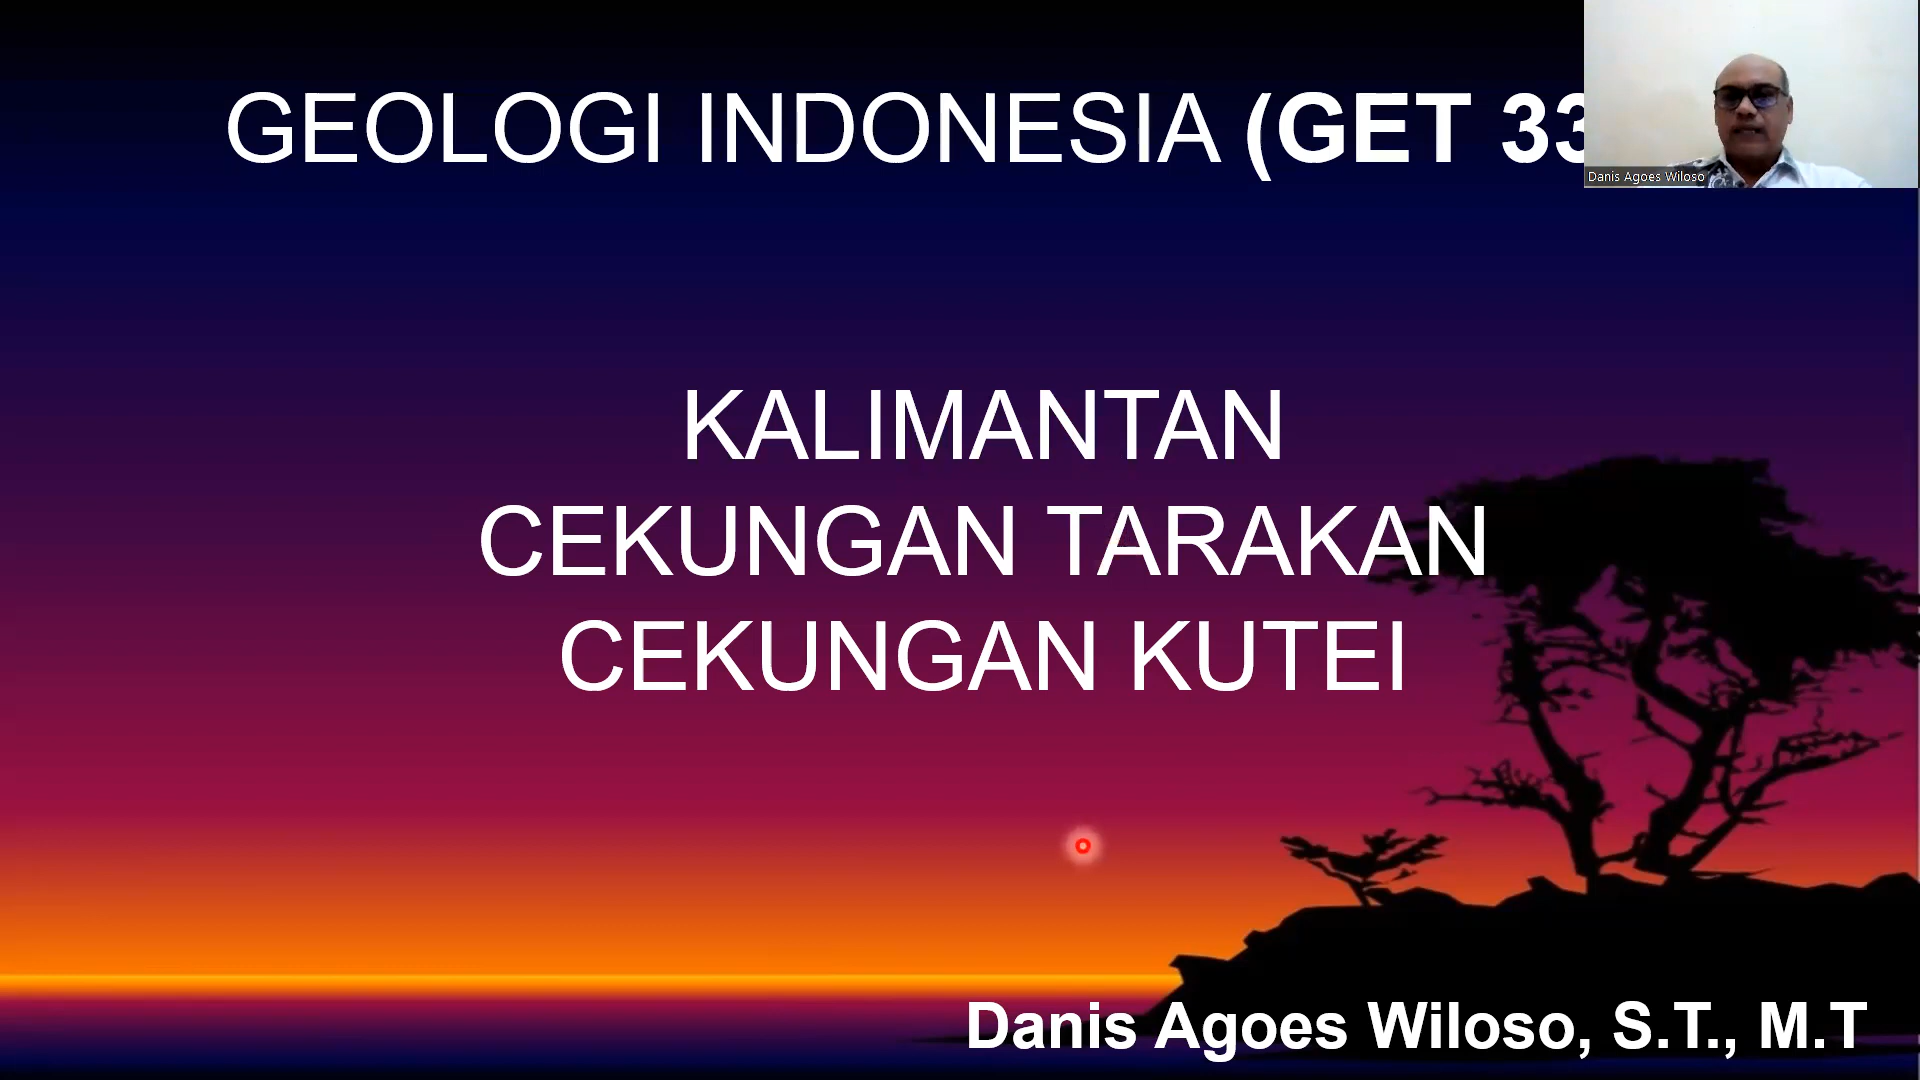 GEOLOGI INDONESIA (GET 33
Danis Agoes Wiloso
KALIMANTAN
CEKUNGAN TARAKAN
CEKUNGAN KUTEI
Danis Agoes Wiloso, S.T., M.T